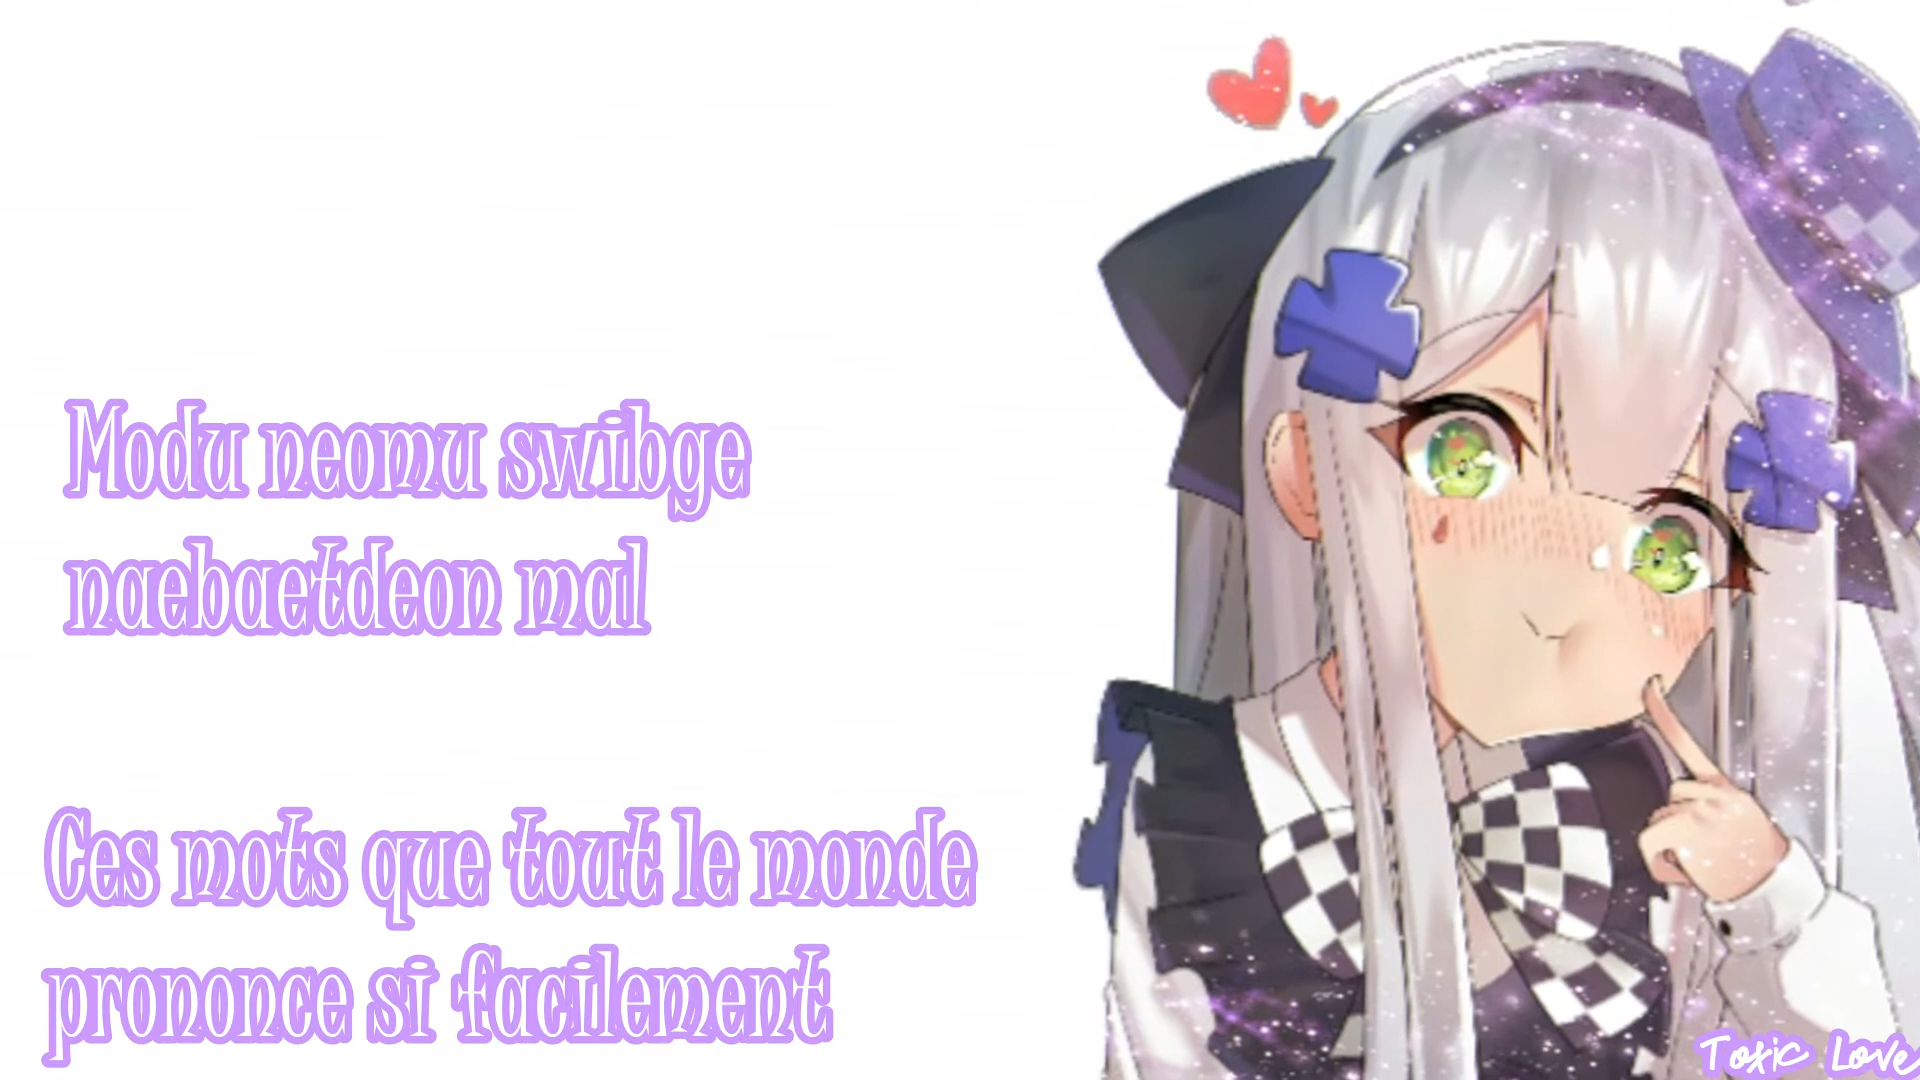 Modu neomu swibge
naebaetdeon mal
Ces mots que tout le monde
prononce si facilement
Toxic Love